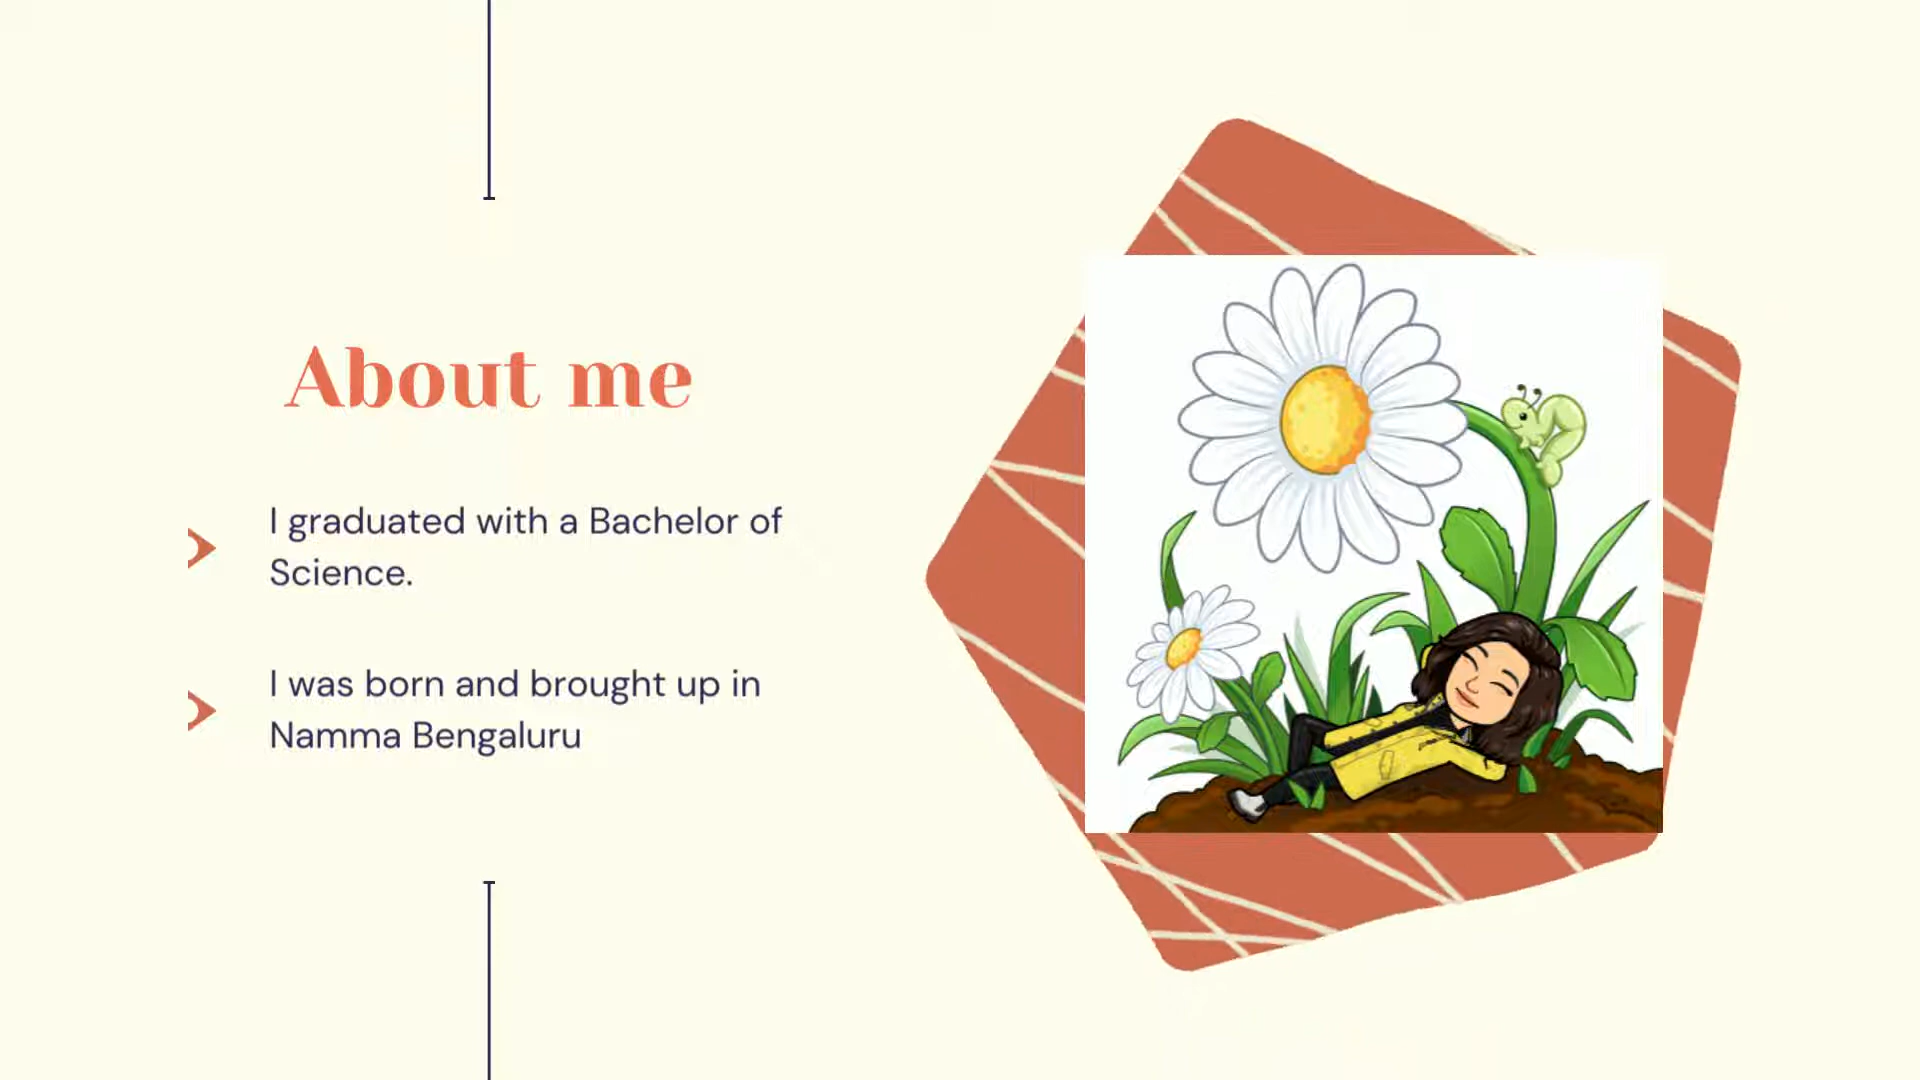 About me
I graduated with a Bachelor of
Science.
I was born and brought up in
Namma Bengaluru